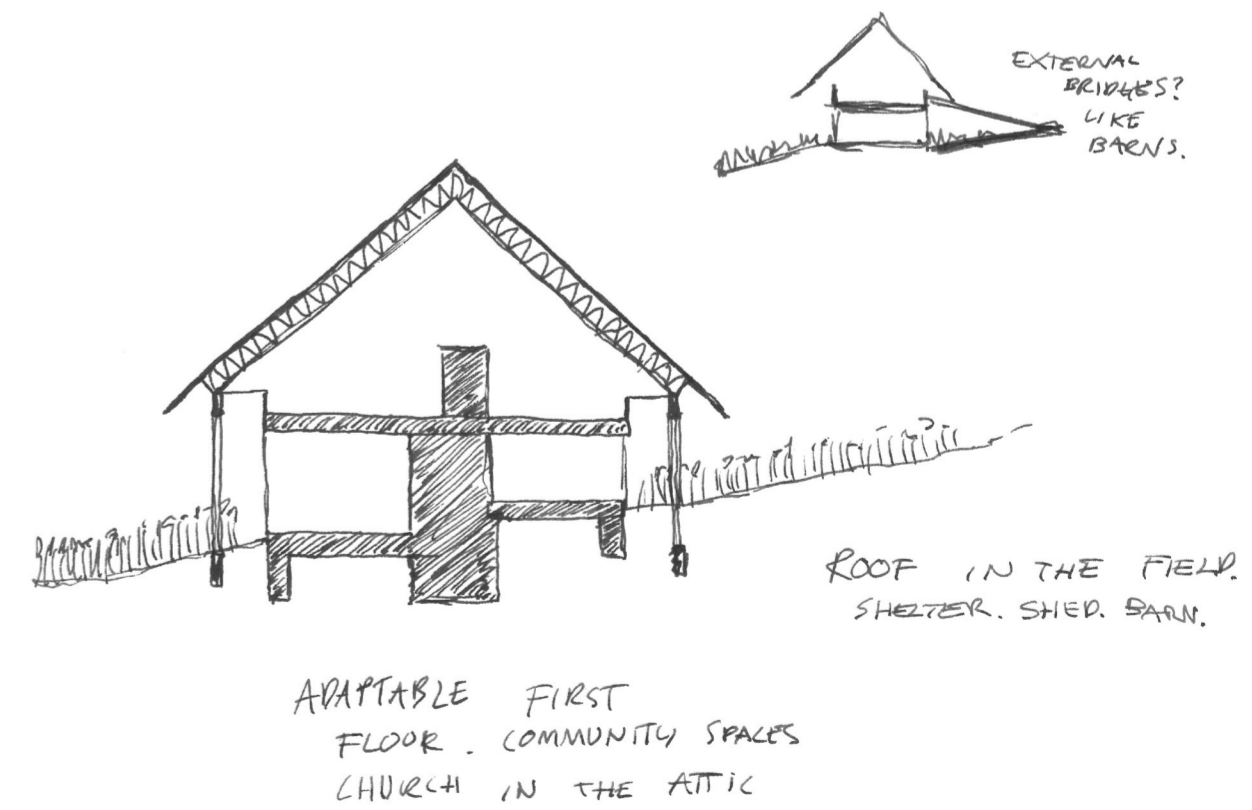 EXTERNAL
BRIDGES?
LIKE
BARNS.
ROOF IN THE FIELD.
SHELTER. SHED. BARN.
ADAPTABLE FIRST
FLOOR. COMMUNITY SPACES
CHURCH IN THE ATTIC